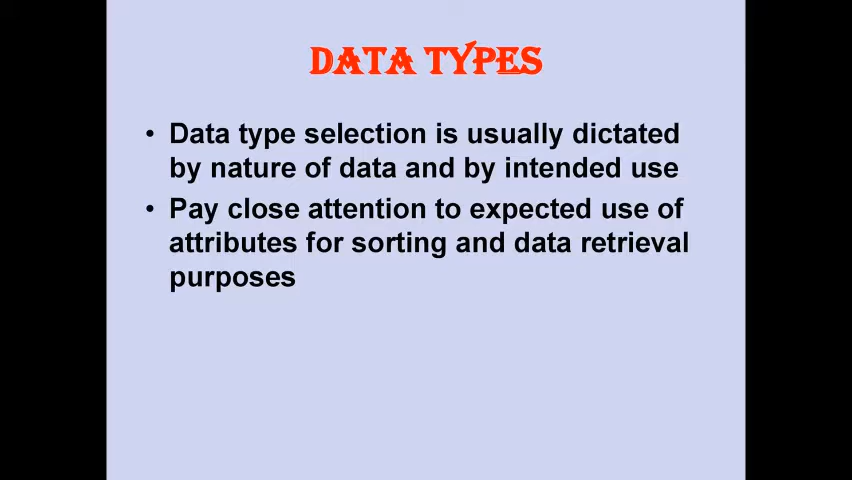 DATA TYPES
• Data type selection is usually dictated
by nature of data and by intended use
• Pay close attention to expected use of
attributes for sorting and data retrieval
purposes